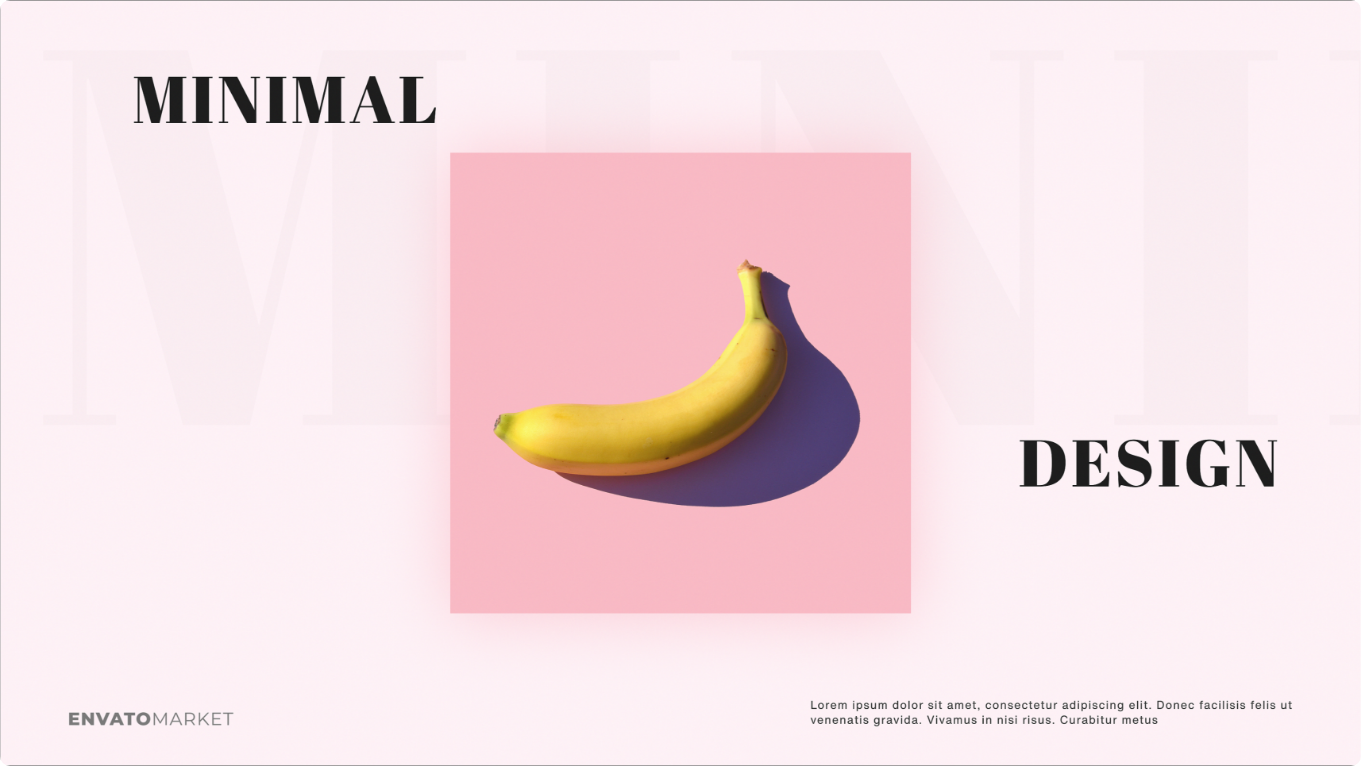 MINI
MINIMAL
DESIGN
ENVATOMARKET
Lorem ipsum dolor sit amet, consectetur adipiscing elit. Donec facilisis felis ut
venenatis gravida. Vivamus in nisi risus. Curabitur metus